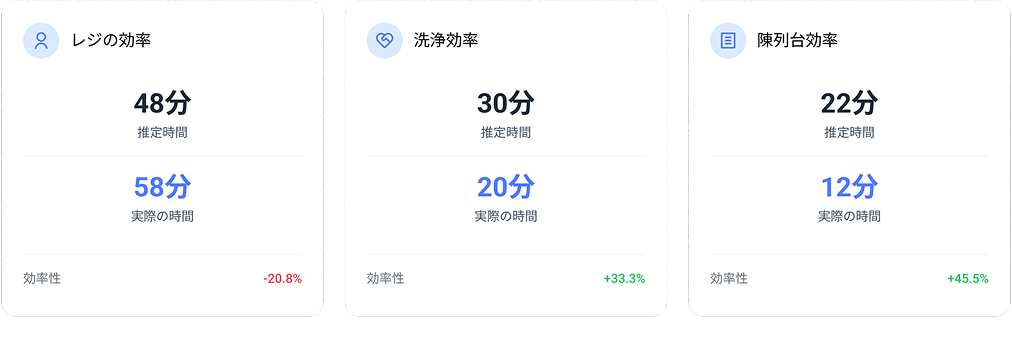 レジの効率
48分
推定時間
58分
実際の時間
効率性 -20.8%
洗浄効率
30分
推定時間
20分
実際の時間
効率性 +33.3%
陳列台効率
22分
推定時間
12分
実際の時間
効率性 +45.5%